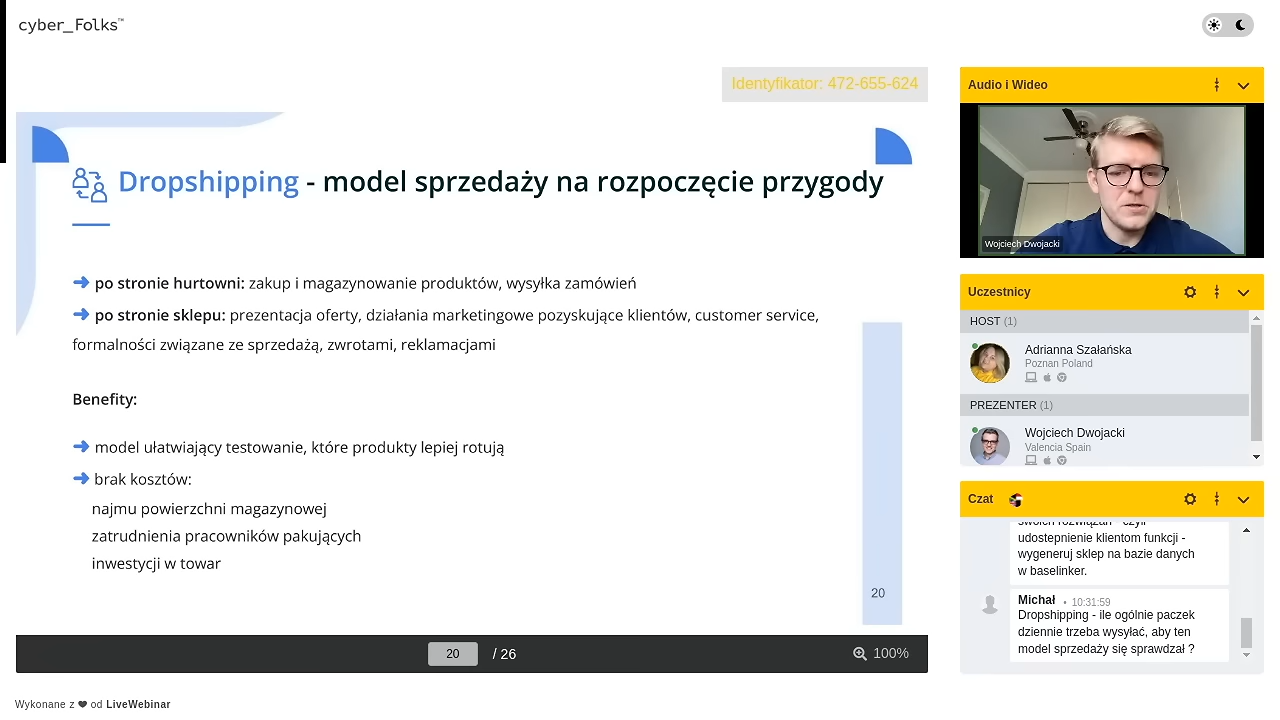 cyber_Folks™
Identyfikator: 472-655-624
Dropshipping - model sprzedaży na rozpoczęcie przygody
po stronie hurtowni: zakup i magazynowanie produktów, wysyłka zamówień
po stronie sklepu: prezentacja oferty, działania marketingowe pozyskujące klientów, customer service,
formalności związane ze sprzedażą, zwrotami, reklamacjami
Benefity:
model ułatwiający testowanie, które produkty lepiej rotują
brak kosztów:
najmu powierzchni magazynowej
zatrudnienia pracowników pakujących
inwestycji w towar
20
20 / 26
100%
Audio i Wideo
Wojciech Dwojacki
Uczestnicy
HOST (1)
Adrianna Szałańska
Poznan Poland
PREZENTER (1)
Wojciech Dwojacki
Valencia Spain
Czat
swoich rozwiązań - czyli
udostepnienie klientom funkcji -
wygeneruj sklep na bazie danych
w baselinker.
Michał • 10:31:59
Dropshipping - ile ogólnie paczek
dziennie trzeba wysyłać, aby ten
model sprzedaży się sprawdzał ?
Wykonane z ❤ od LiveWebinar